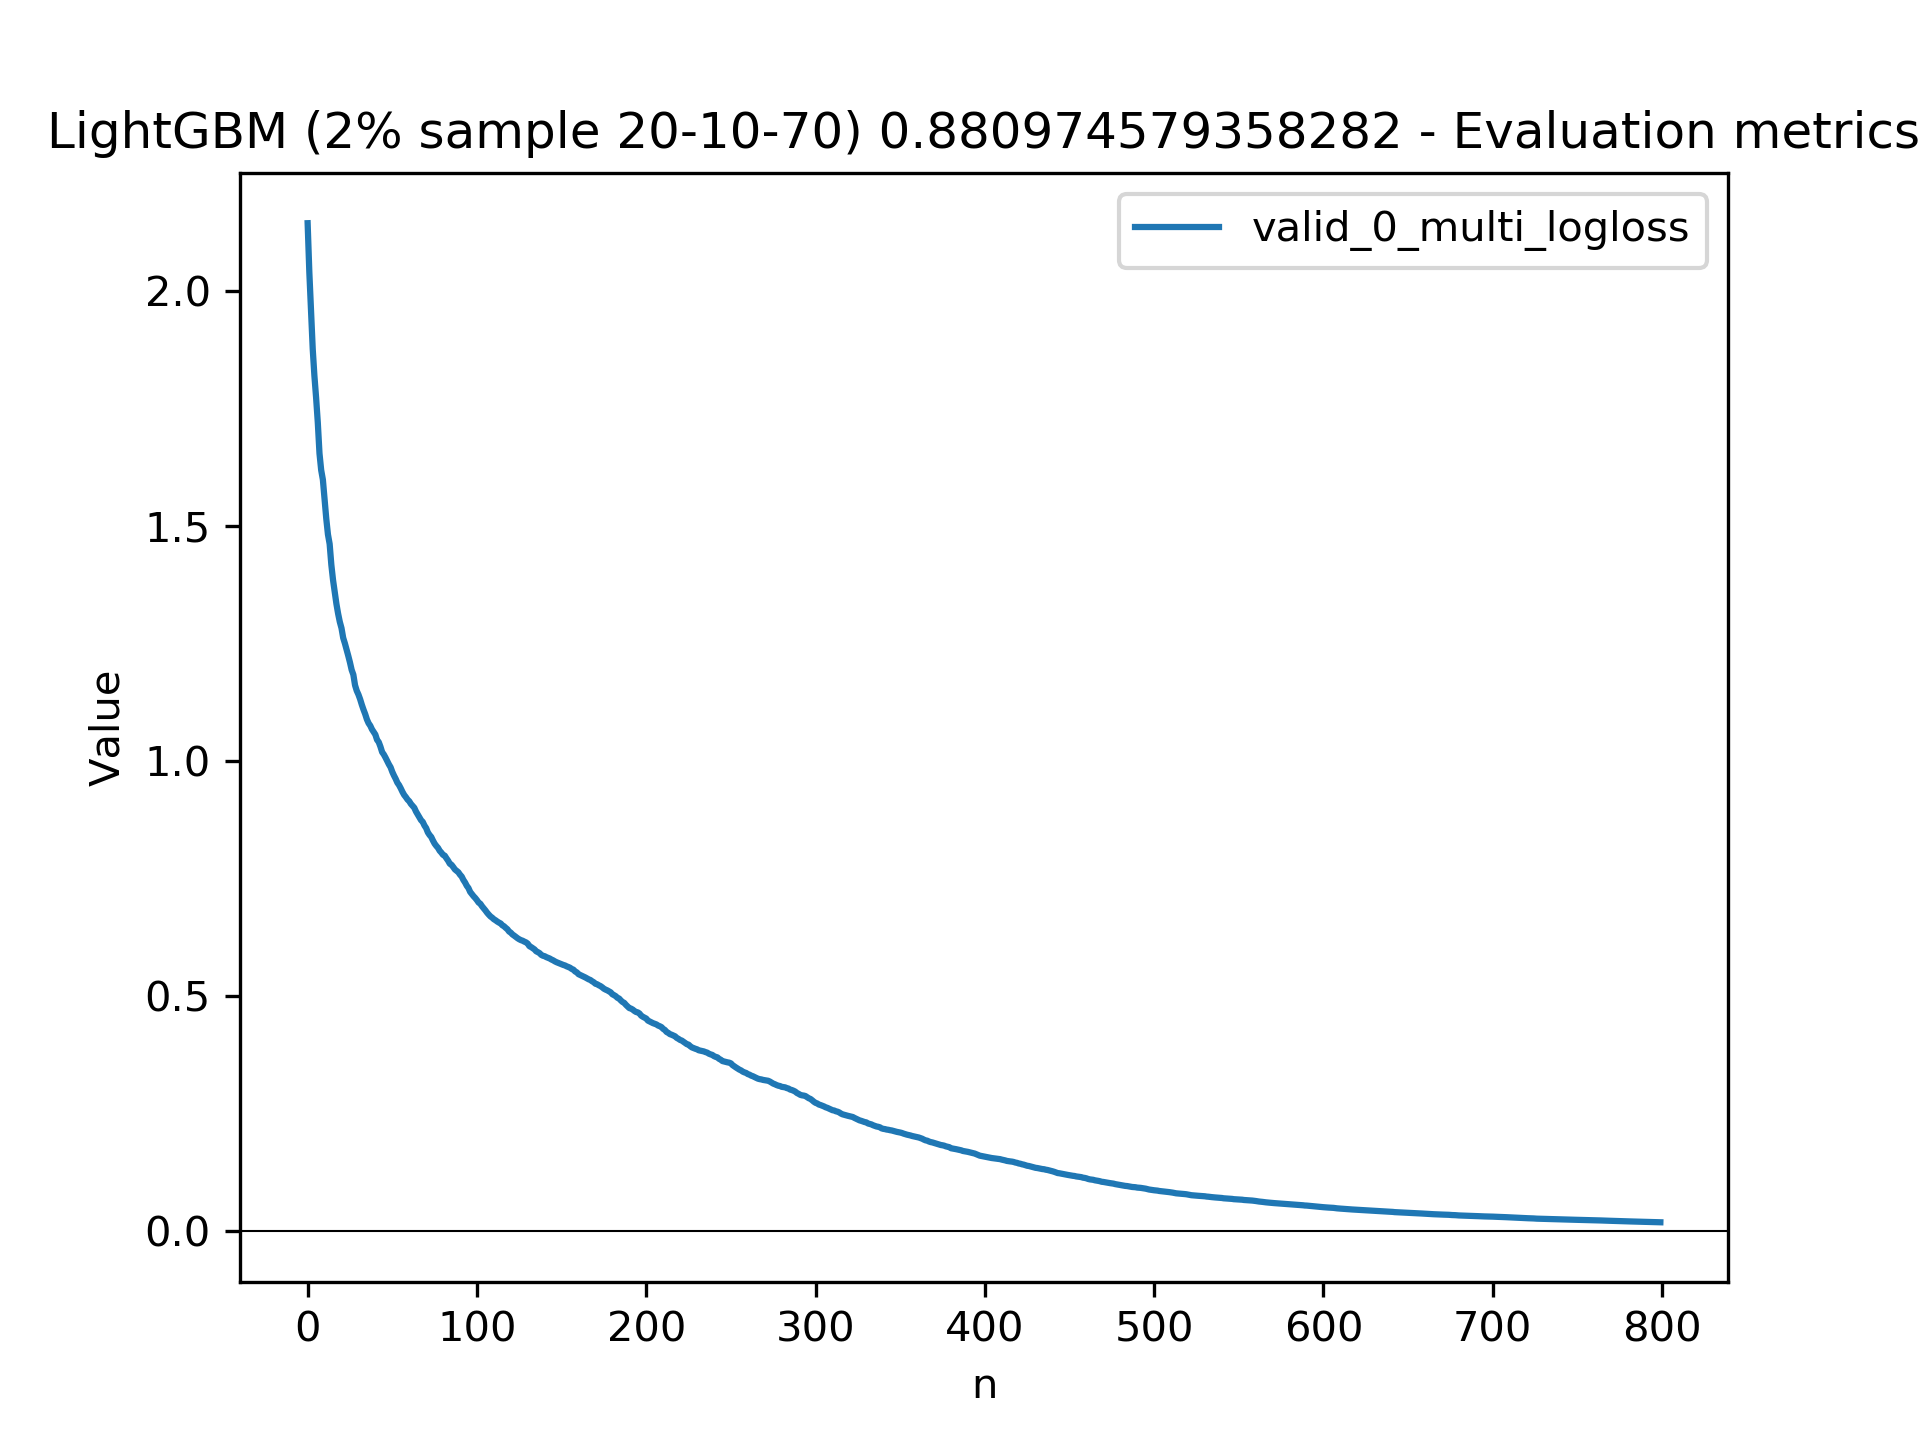 LightGBM (2% sample 20-10-70) 0.880974579358282 - Evaluation metrics
valid_0_multi_logloss
2.0
1.5
1.0
0.5
0.0
Value
0 100 200 300 400 500 600 700 800
n